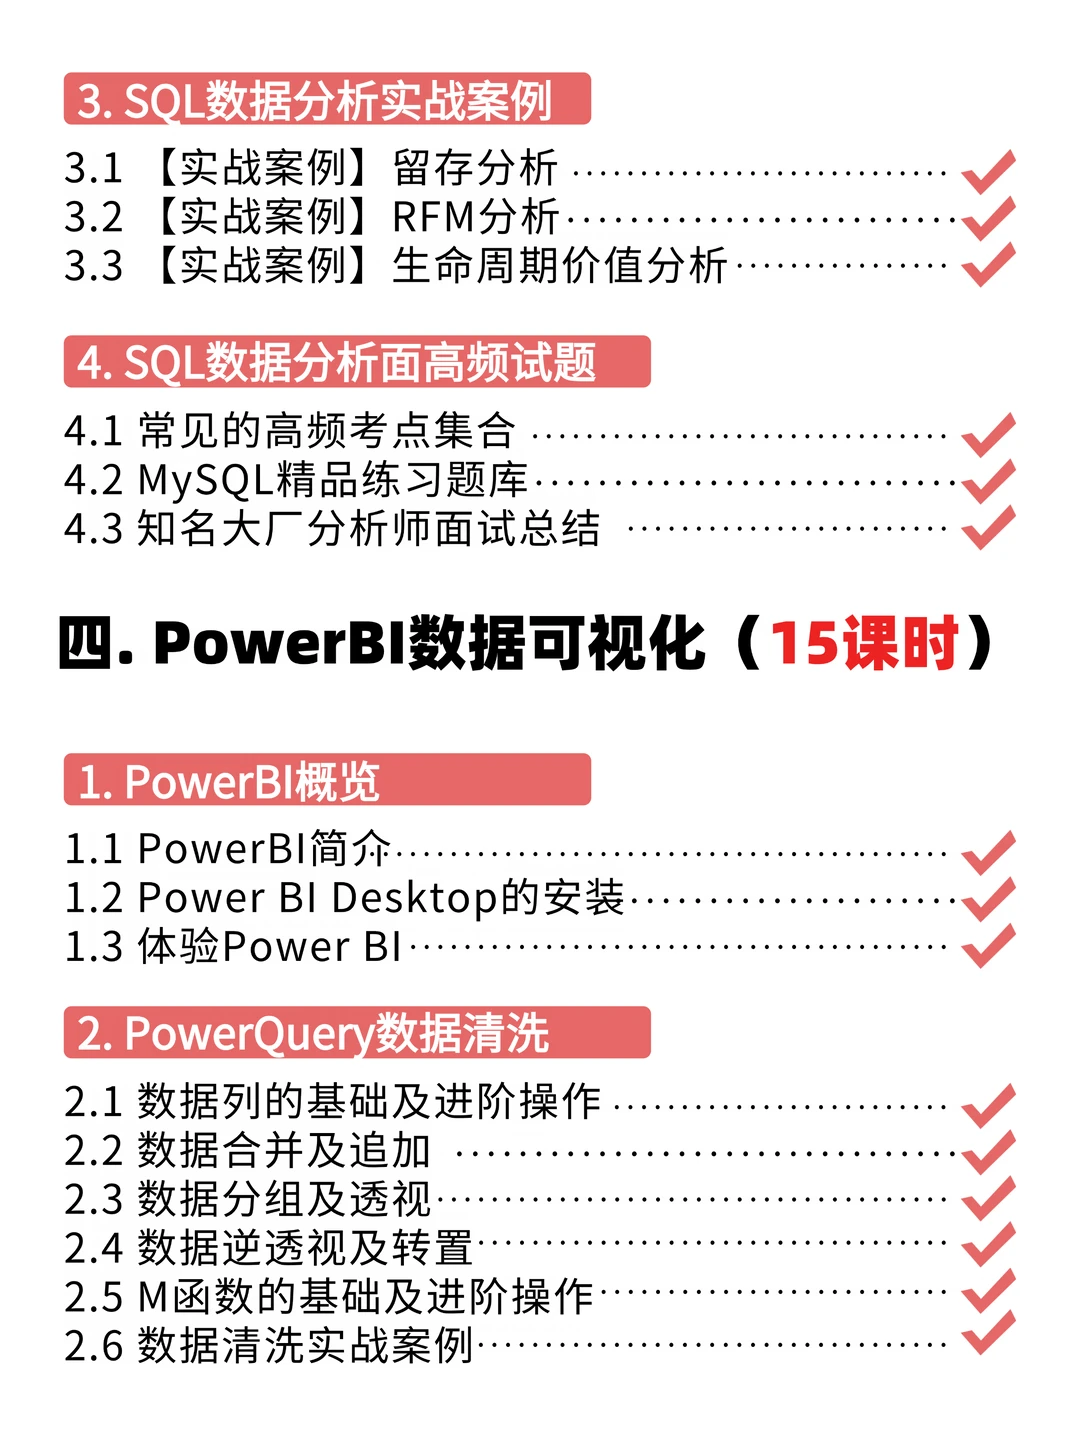 3. SQL数据分析实战案例
3.1 【实战案例】留存分析
3.2 【实战案例】RFM分析
3.3 【实战案例】生命周期价值分析
4. SQL数据分析面高频试题
4.1 常见的高频考点集合
4.2 MySQL精品练习题库
4.3 知名大厂分析师面试总结
四. PowerBI数据可视化（15课时）
1. PowerBI概览
1.1 PowerBI简介
1.2 Power BI Desktop的安装
1.3 体验Power BI
2. PowerQuery数据清洗
2.1 数据列的基础及进阶操作
2.2 数据合并及追加
2.3 数据分组及透视
2.4 数据逆透视及转置
2.5 M函数的基础及进阶操作
2.6 数据清洗实战案例